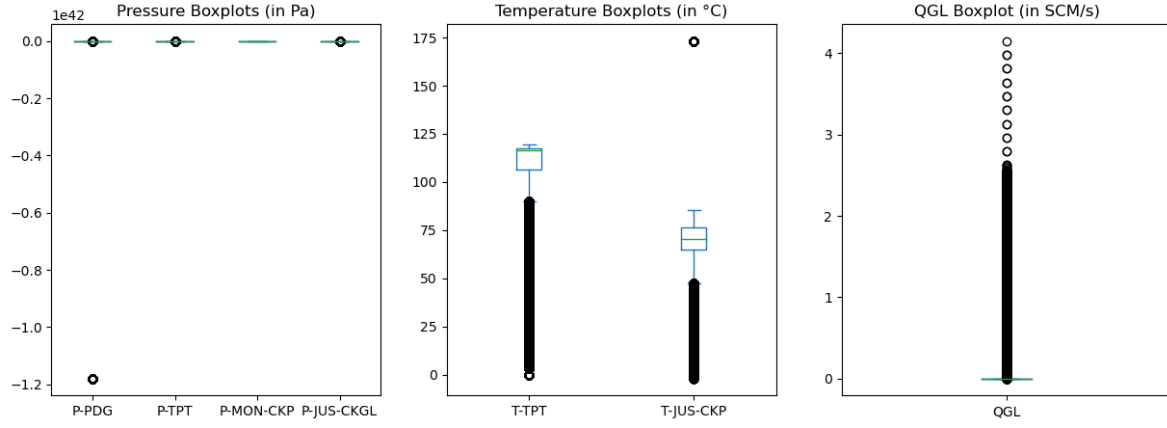 Pressure Boxplots (in Pa)
1e42
0.0
−0.2
−0.4
−0.6
−0.8
−1.0
−1.2
P-PDG P-TPT P-MON-CKP P-JUS-CKGL
Temperature Boxplots (in °C)
175
150
125
100
75
50
25
0
T-TPT T-JUS-CKP
QGL Boxplot (in SCM/s)
4
3
2
1
0
QGL